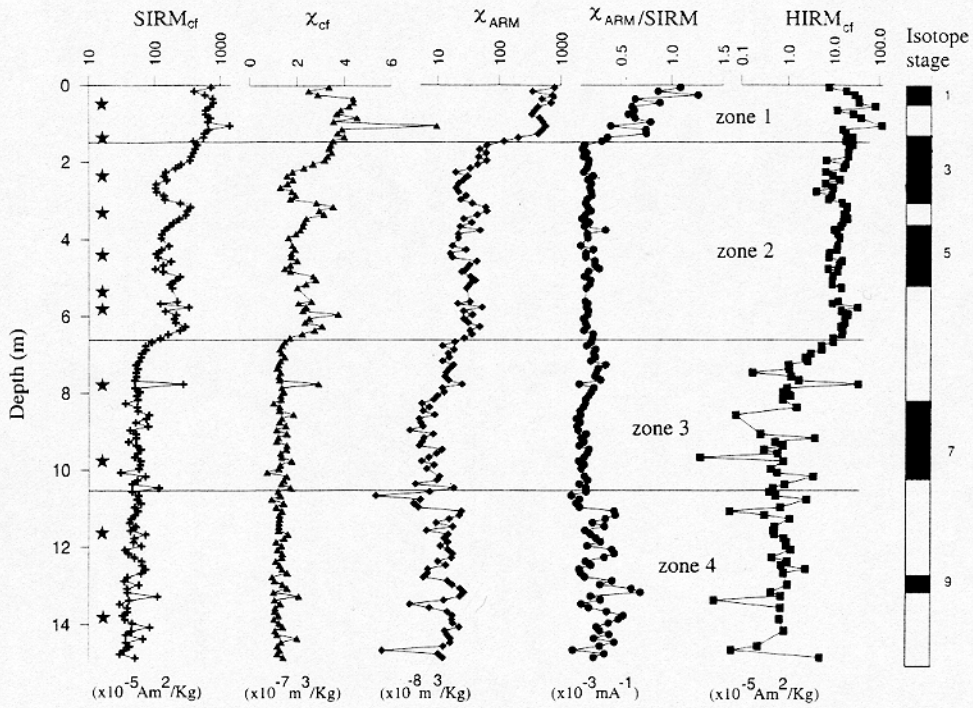 SIRMcf χcf χARM χARM/SIRM HIRMcf
Isotope stage
10 100 1000 0 2 4 6 8 10 100 1000 0.5 1.0 0.1 1.0 10.0 100.0
0 1
zone 1
2 3
zone 2
4 5
6
8 7
zone 3
10
12
zone 4
9
14
Depth (m)
(x10-5Am2/Kg) (x10-7m3/Kg) (x10-8m3/Kg) (x10-3mA-1) (x10-5Am2/Kg)